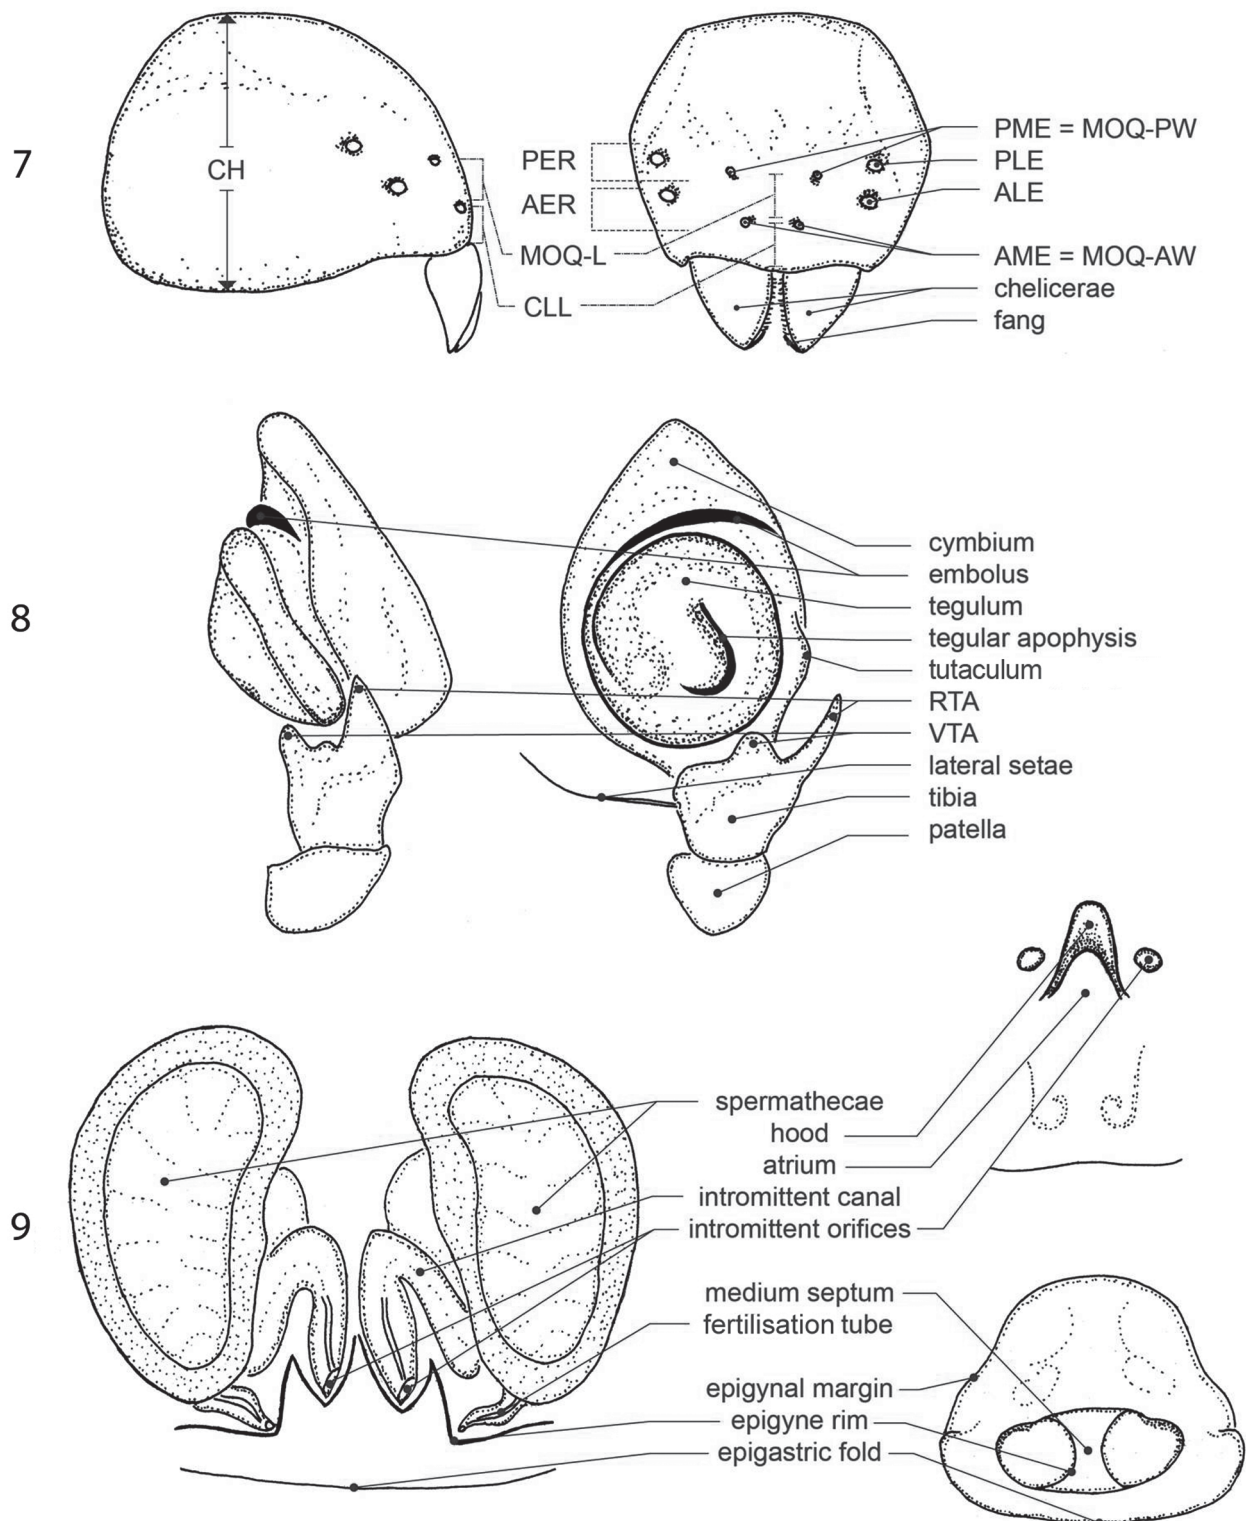 7
CH
PER
AER
MOQ-L
CLL
PME = MOQ-PW
PLE
ALE
AME = MOQ-AW
chelicerae
fang
8
cymbium
embolus
tegulum
tegular apophysis
tutaculum
RTA
VTA
lateral setae
tibia
patella
9
spermathecae
hood
atrium
intromittent canal
intromittent orifices
medium septum
fertilisation tube
epigynal margin
epigyne rim
epigastric fold